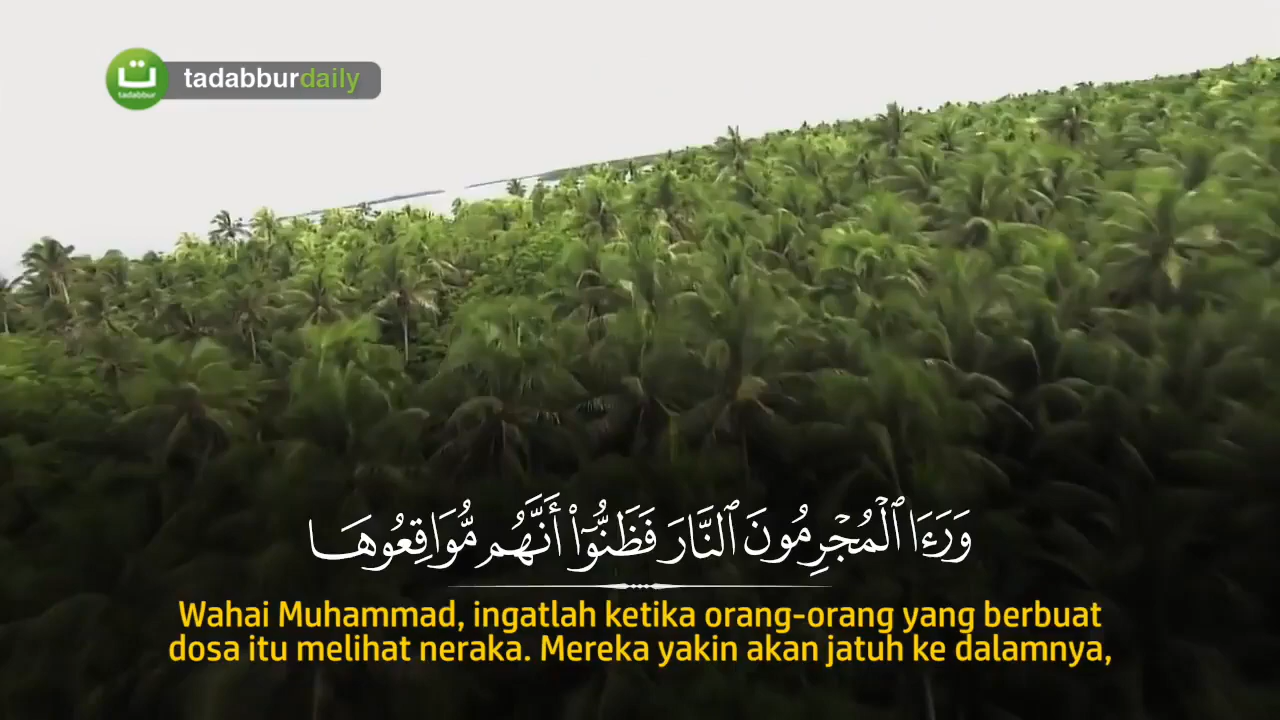 ت
tadabbur
tadabburdaily
وَرَءَا ٱلْمُجْرِمُونَ ٱلنَّارَ فَظَنُّوٓا۟ أَنَّهُم مُّوَاقِعُوهَا
Wahai Muhammad, ingatlah ketika orang-orang yang berbuat
dosa itu melihat neraka. Mereka yakin akan jatuh ke dalamnya,